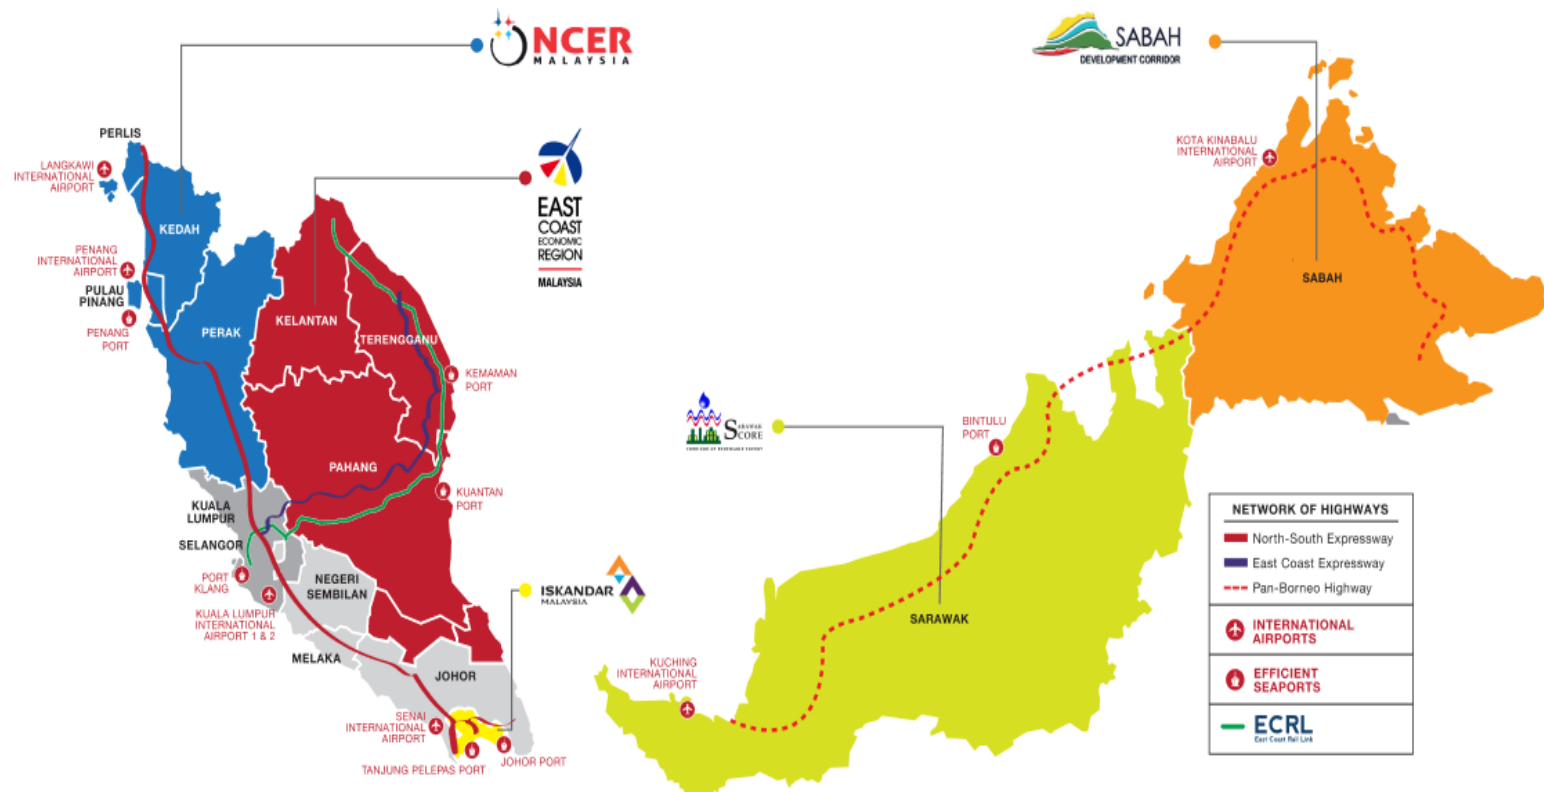 NCER
MALAYSIA
SABAH
DEVELOPMENT CORRIDOR
PERLIS
LANGKAWI
INTERNATIONAL
AIRPORT
KEDAH
PENANG
INTERNATIONAL
AIRPORT
PULAU
PINANG
PENANG
PORT
PERAK
EAST
COAST
ECONOMIC
REGION
MALAYSIA
KELANTAN
TERENGGANU
KEMAMAN
PORT
PAHANG
KUANTAN
PORT
KUALA
LUMPUR
SELANGOR
PORT
KLANG
KUALA LUMPUR
INTERNATIONAL
AIRPORT 1 & 2
NEGERI
SEMBILAN
MELAKA
JOHOR
ISKANDAR
MALAYSIA
SENAI
INTERNATIONAL
AIRPORT
TANJUNG PELEPAS PORT
JOHOR PORT
KOTA KINABALU
INTERNATIONAL
AIRPORT
SABAH
SARAWAK
SCORE
BINTULU
PORT
SARAWAK
KUCHING
INTERNATIONAL
AIRPORT
NETWORK OF HIGHWAYS
North-South Expressway
East Coast Expressway
Pan-Borneo Highway
INTERNATIONAL
AIRPORTS
EFFICIENT
SEAPORTS
ECRL
East Coast Rail Link